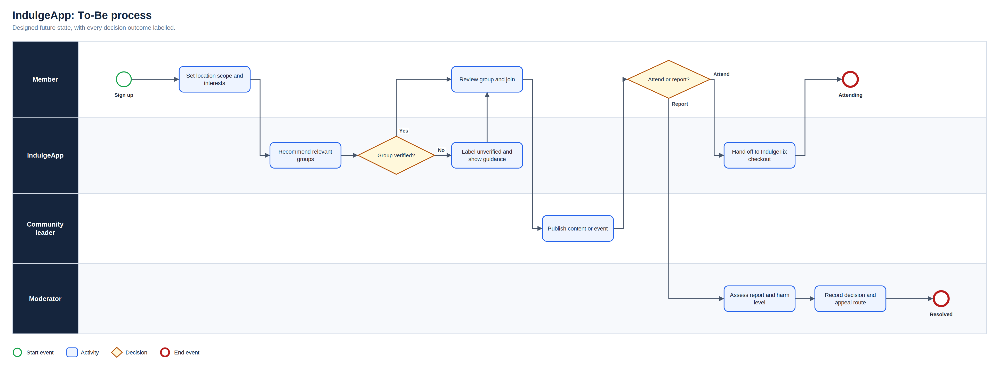 IndulgeApp: To-Be process
Designed future state, with every decision outcome labelled.
Member
Sign up
Set location scope and
interests
Review group and join
Attend or report?
Attend
Report
Attending
IndulgeApp
Recommend relevant
groups
Group verified?
Yes
No
Label unverified and
show guidance
Hand off to IndulgeTix
checkout
Community
leader
Publish content or event
Moderator
Assess report and harm
level
Record decision and
appeal route
Resolved
Start event
Activity
Decision
End event